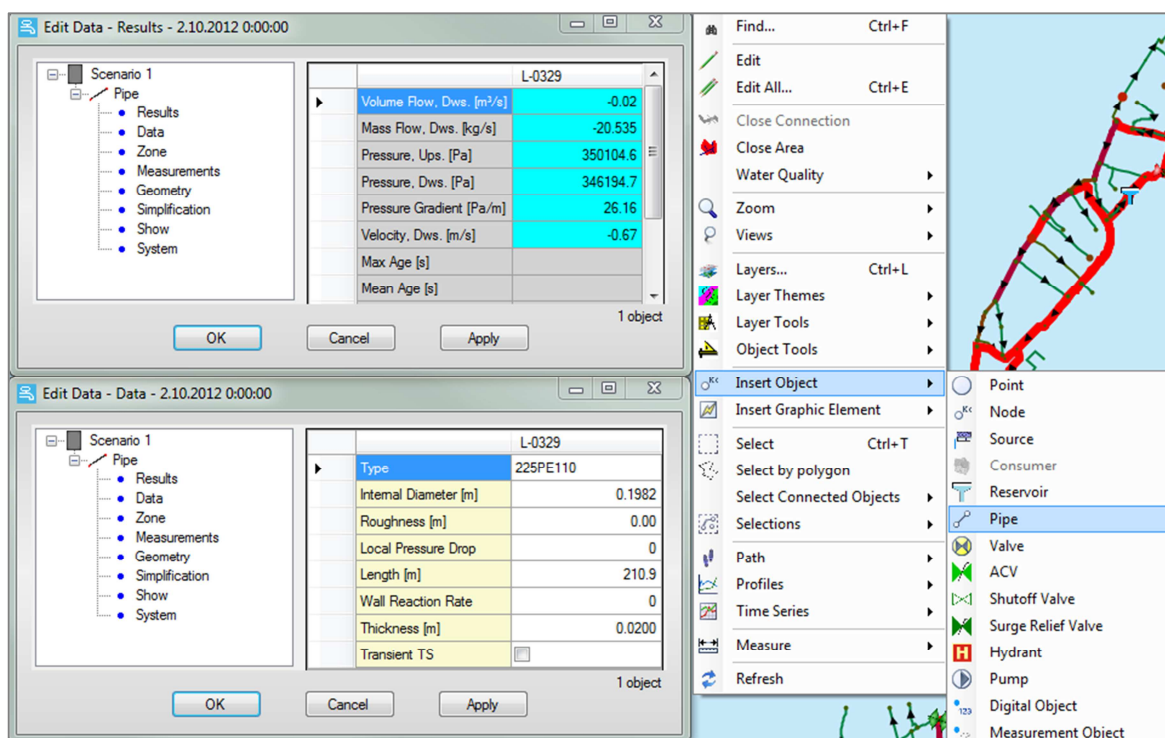 Edit Data - Results - 2.10.2012 0:00:00
Scenario 1
Pipe
Results
Data
Zone
Measurements
Geometry
Simplification
Show
System
L-0329
Volume Flow, Dws. [m³/s] -0.02
Mass Flow, Dws. [kg/s] -20.535
Pressure, Ups. [Pa] 350104.6
Pressure, Dws. [Pa] 346194.7
Pressure Gradient [Pa/m] 26.16
Velocity, Dws. [m/s] -0.67
Max Age [s]
Mean Age [s]
1 object
OK Cancel Apply
Edit Data - Data - 2.10.2012 0:00:00
Scenario 1
Pipe
Results
Data
Zone
Measurements
Geometry
Simplification
Show
System
L-0329
Type 225PE110
Internal Diameter [m] 0.1982
Roughness [m] 0.00
Local Pressure Drop 0
Length [m] 210.9
Wall Reaction Rate 0
Thickness [m] 0.0200
Transient TS
1 object
OK Cancel Apply
Find... Ctrl+F
Edit
Edit All... Ctrl+E
Close Connection
Close Area
Water Quality
Zoom
Views
Layers... Ctrl+L
Layer Themes
Layer Tools
Object Tools
Insert Object
Insert Graphic Element
Select Ctrl+T
Select by polygon
Select Connected Objects
Selections
Path
Profiles
Time Series
Measure
Refresh
Point
Node
Source
Consumer
Reservoir
Pipe
Valve
ACV
Shutoff Valve
Surge Relief Valve
H Hydrant
Pump
123 Digital Object
Measurement Object